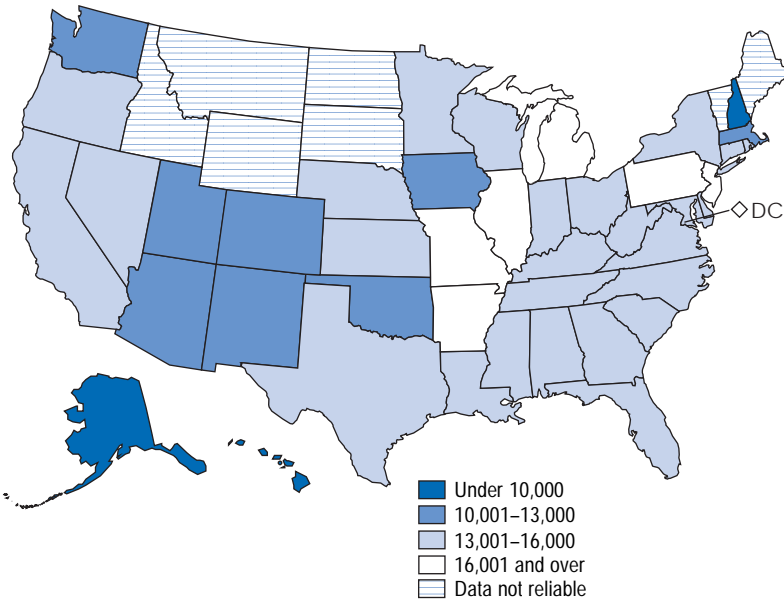 DC
Under 10,000
10,001–13,000
13,001–16,000
16,001 and over
Data not reliable